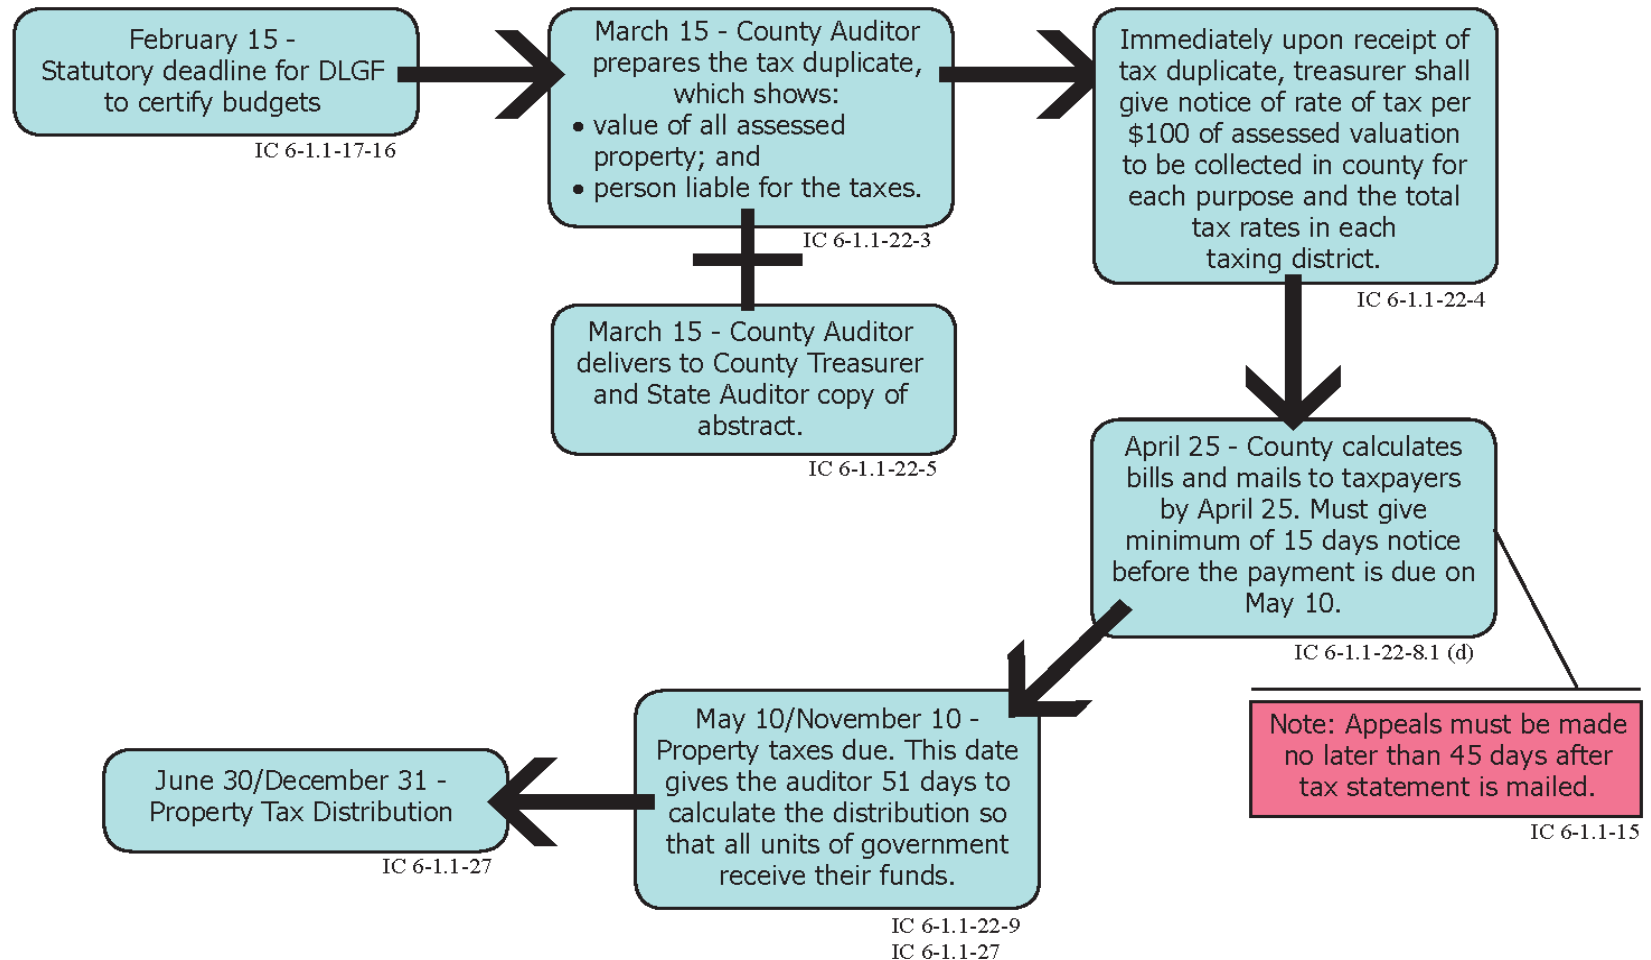 February 15 -
Statutory deadline for DLGF
to certify budgets
IC 6-1.1-17-16
March 15 - County Auditor
prepares the tax duplicate,
which shows:
• value of all assessed
property; and
• person liable for the taxes.
IC 6-1.1-22-3
March 15 - County Auditor
delivers to County Treasurer
and State Auditor copy of
abstract.
IC 6-1.1-22-5
Immediately upon receipt of
tax duplicate, treasurer shall
give notice of rate of tax per
$100 of assessed valuation
to be collected in county for
each purpose and the total
tax rates in each
taxing district.
IC 6-1.1-22-4
April 25 - County calculates
bills and mails to taxpayers
by April 25. Must give
minimum of 15 days notice
before the payment is due on
May 10.
IC 6-1.1-22-8.1 (d)
Note: Appeals must be made
no later than 45 days after
tax statement is mailed.
IC 6-1.1-15
May 10/November 10 -
Property taxes due. This date
gives the auditor 51 days to
calculate the distribution so
that all units of government
receive their funds.
IC 6-1.1-22-9
IC 6-1.1-27
June 30/December 31 -
Property Tax Distribution
IC 6-1.1-27